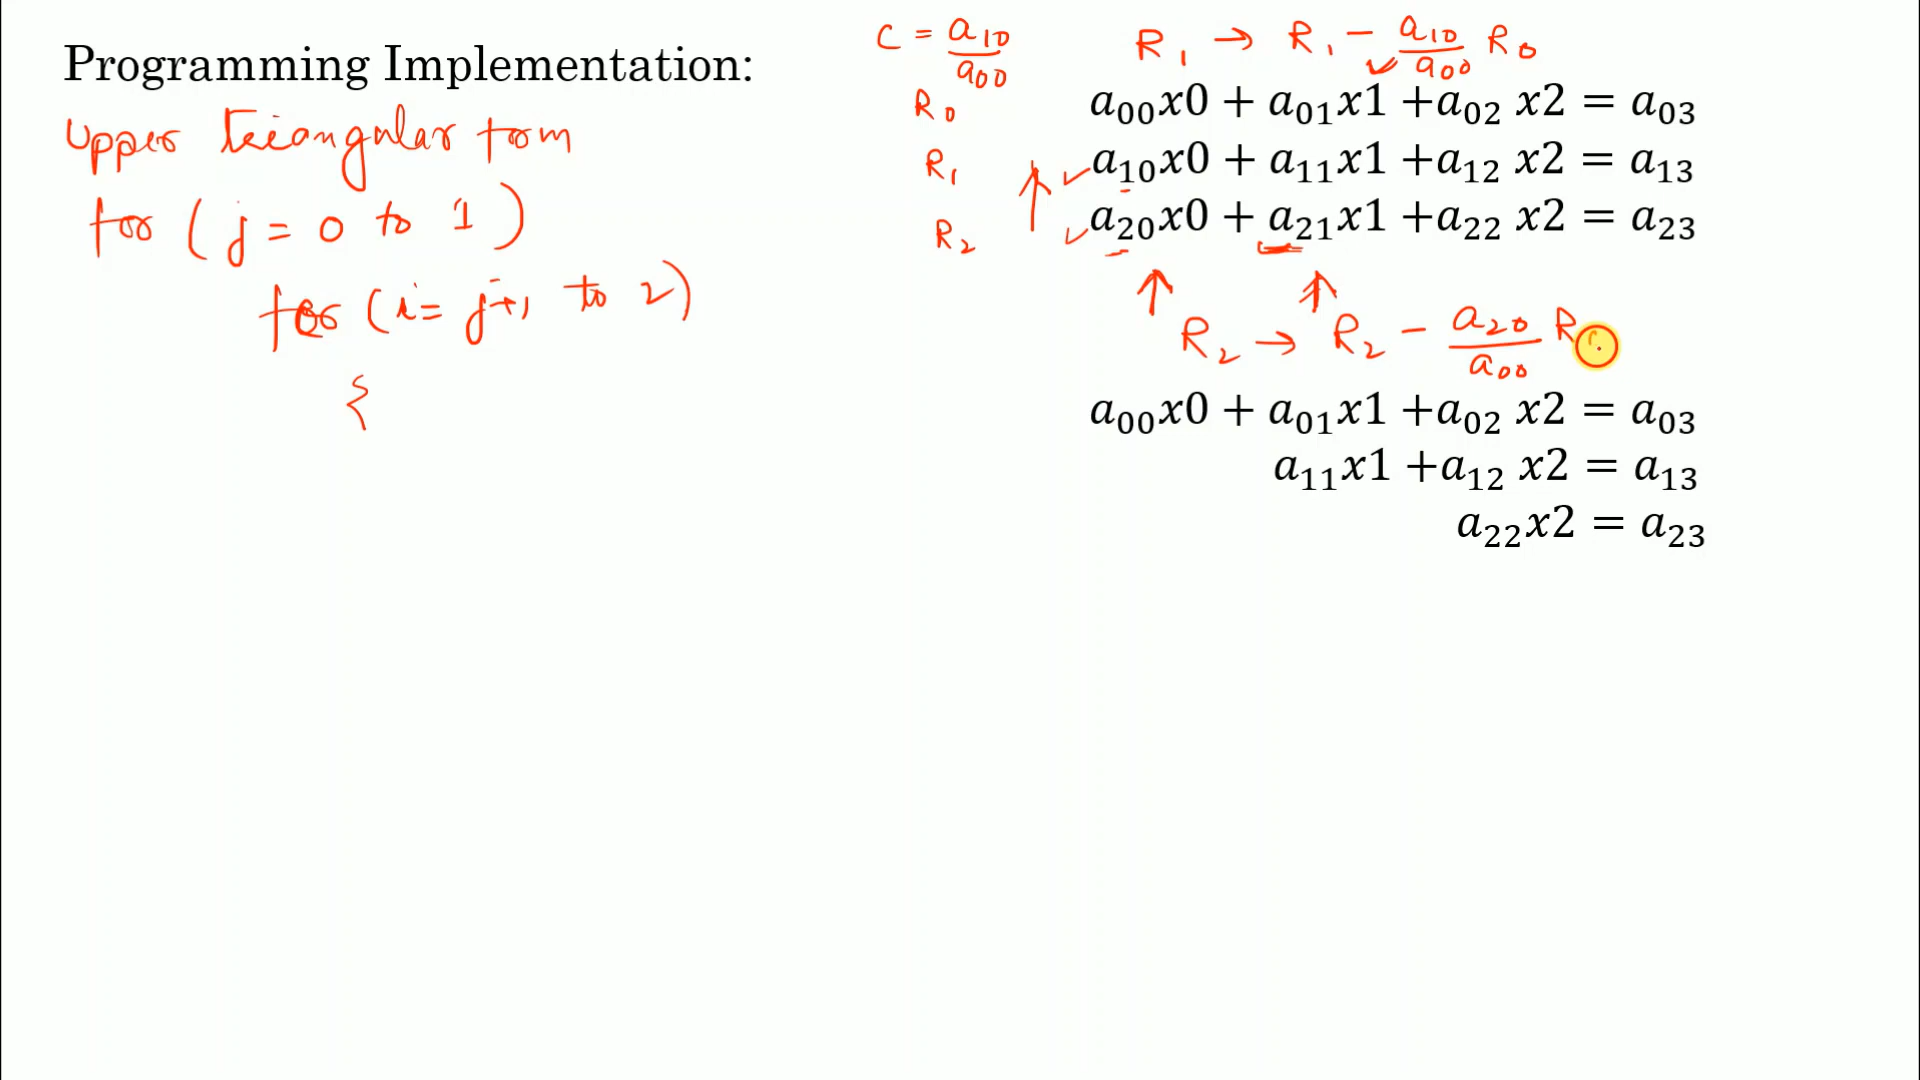 Programming Implementation:
Upper triangular form
for ( j = 0 to 1 )
for ( i = j+1 to 2 )
{
C = a10/a00
R1 → R1 − a10/a00 R0
R0 a00x0 + a01x1 +a02 x2 = a03
R1 a10x0 + a11x1 +a12 x2 = a13
R2 a20x0 + a21x1 +a22 x2 = a23
R2 → R2 − a20/a00 R
a00x0 + a01x1 +a02 x2 = a03
a11x1 +a12 x2 = a13
a22x2 = a23